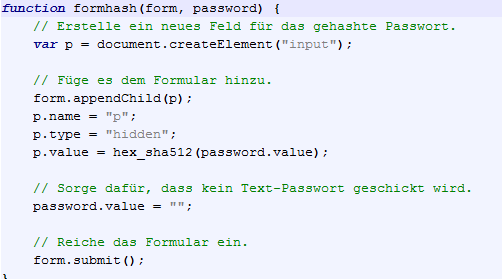 function formhash(form, password) {
// Erstelle ein neues Feld für das gehashte Passwort.
var p = document.createElement("input");
// Füge es dem Formular hinzu.
form.appendChild(p);
p.name = "p";
p.type = "hidden";
p.value = hex_sha512(password.value);
// Sorge dafür, dass kein Text-Passwort geschickt wird.
password.value = "";
// Reiche das Formular ein.
form.submit();
}